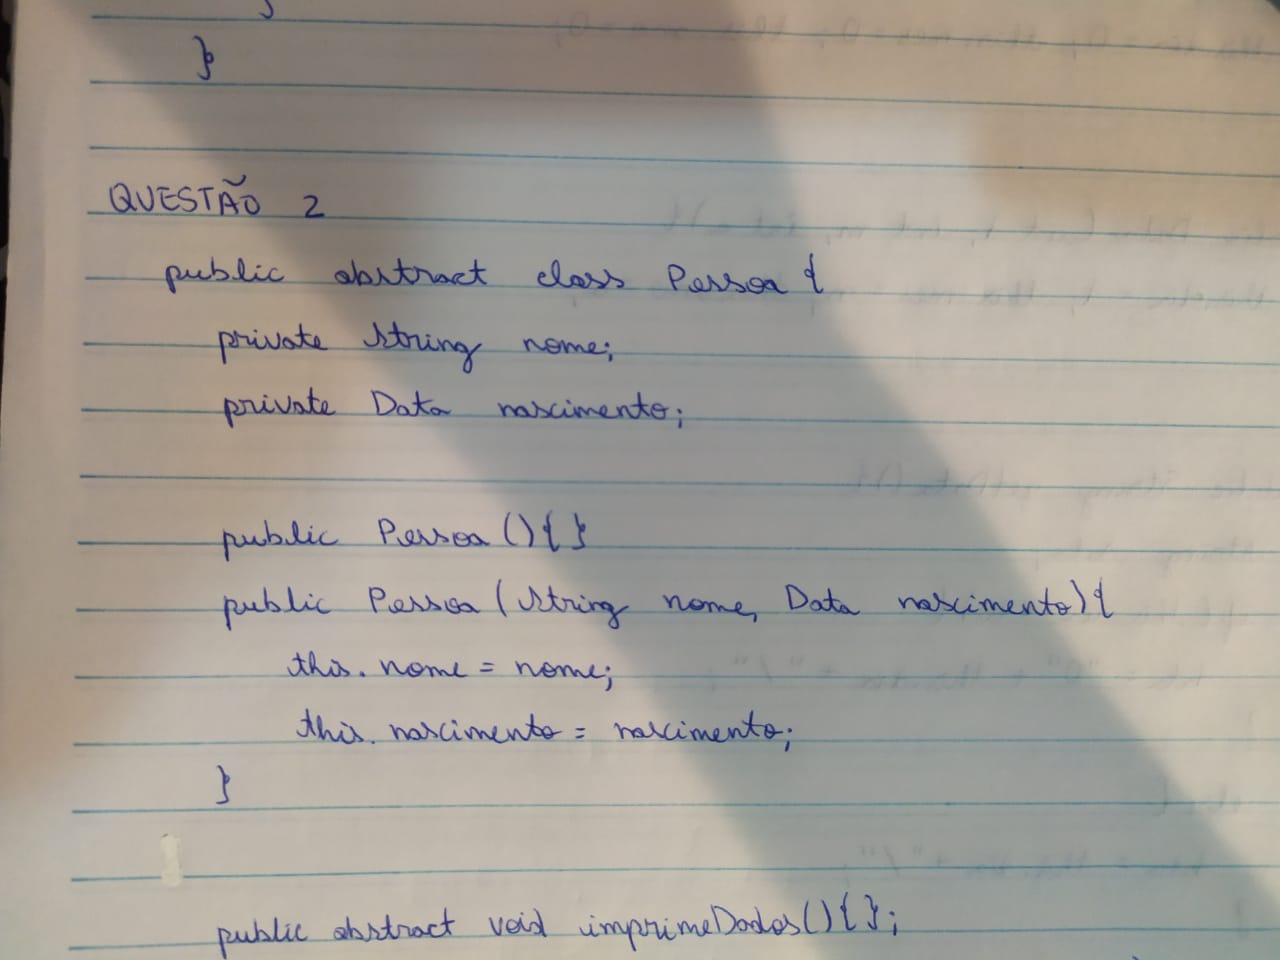 }
}
QUESTÃO 2
public abstract class Pessoa {
private String nome;
private Data nascimento;
public Pessoa () { }
public Pessoa (String nome, Data nascimento) {
this. nome = nome;
this. nascimento = nascimento;
}
public abstract void imprimeDados() { };